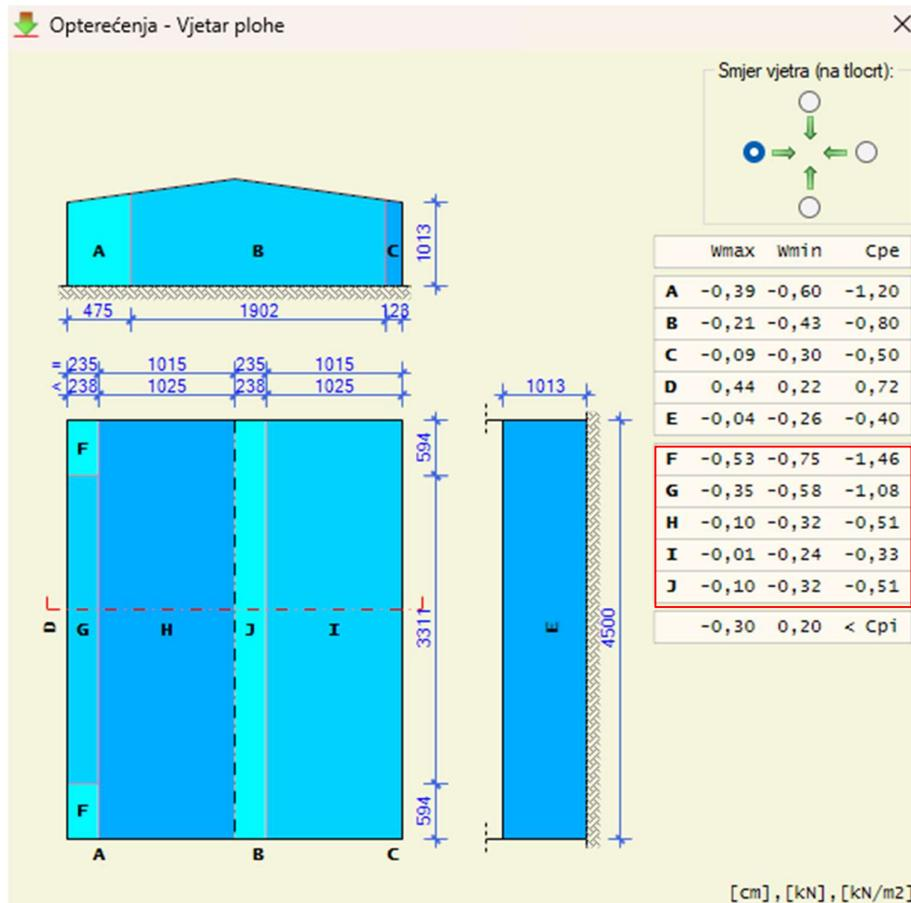 Opterećenja - Vjetar plohe
Smjer vjetra (na tlocrt):
A B C
1013
475 1902 123
= 235 1015 235 1015
< 238 1025 238 1025
1013
F
594
D G H J I
3311
E
4500
F
594
A B C
Wmax Wmin Cpe
A -0,39 -0,60 -1,20
B -0,21 -0,43 -0,80
C -0,09 -0,30 -0,50
D 0,44 0,22 0,72
E -0,04 -0,26 -0,40
F -0,53 -0,75 -1,46
G -0,35 -0,58 -1,08
H -0,10 -0,32 -0,51
I -0,01 -0,24 -0,33
J -0,10 -0,32 -0,51
-0,30 0,20 < Cpi
[cm],[kN],[kN/m2]